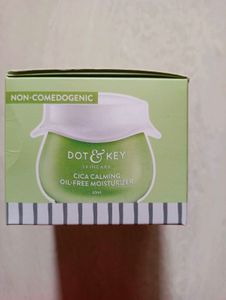 NON-COMEDOGENIC
DOT & KEY
SKINCARE
CICA CALMING
OIL-FREE MOISTURIZER